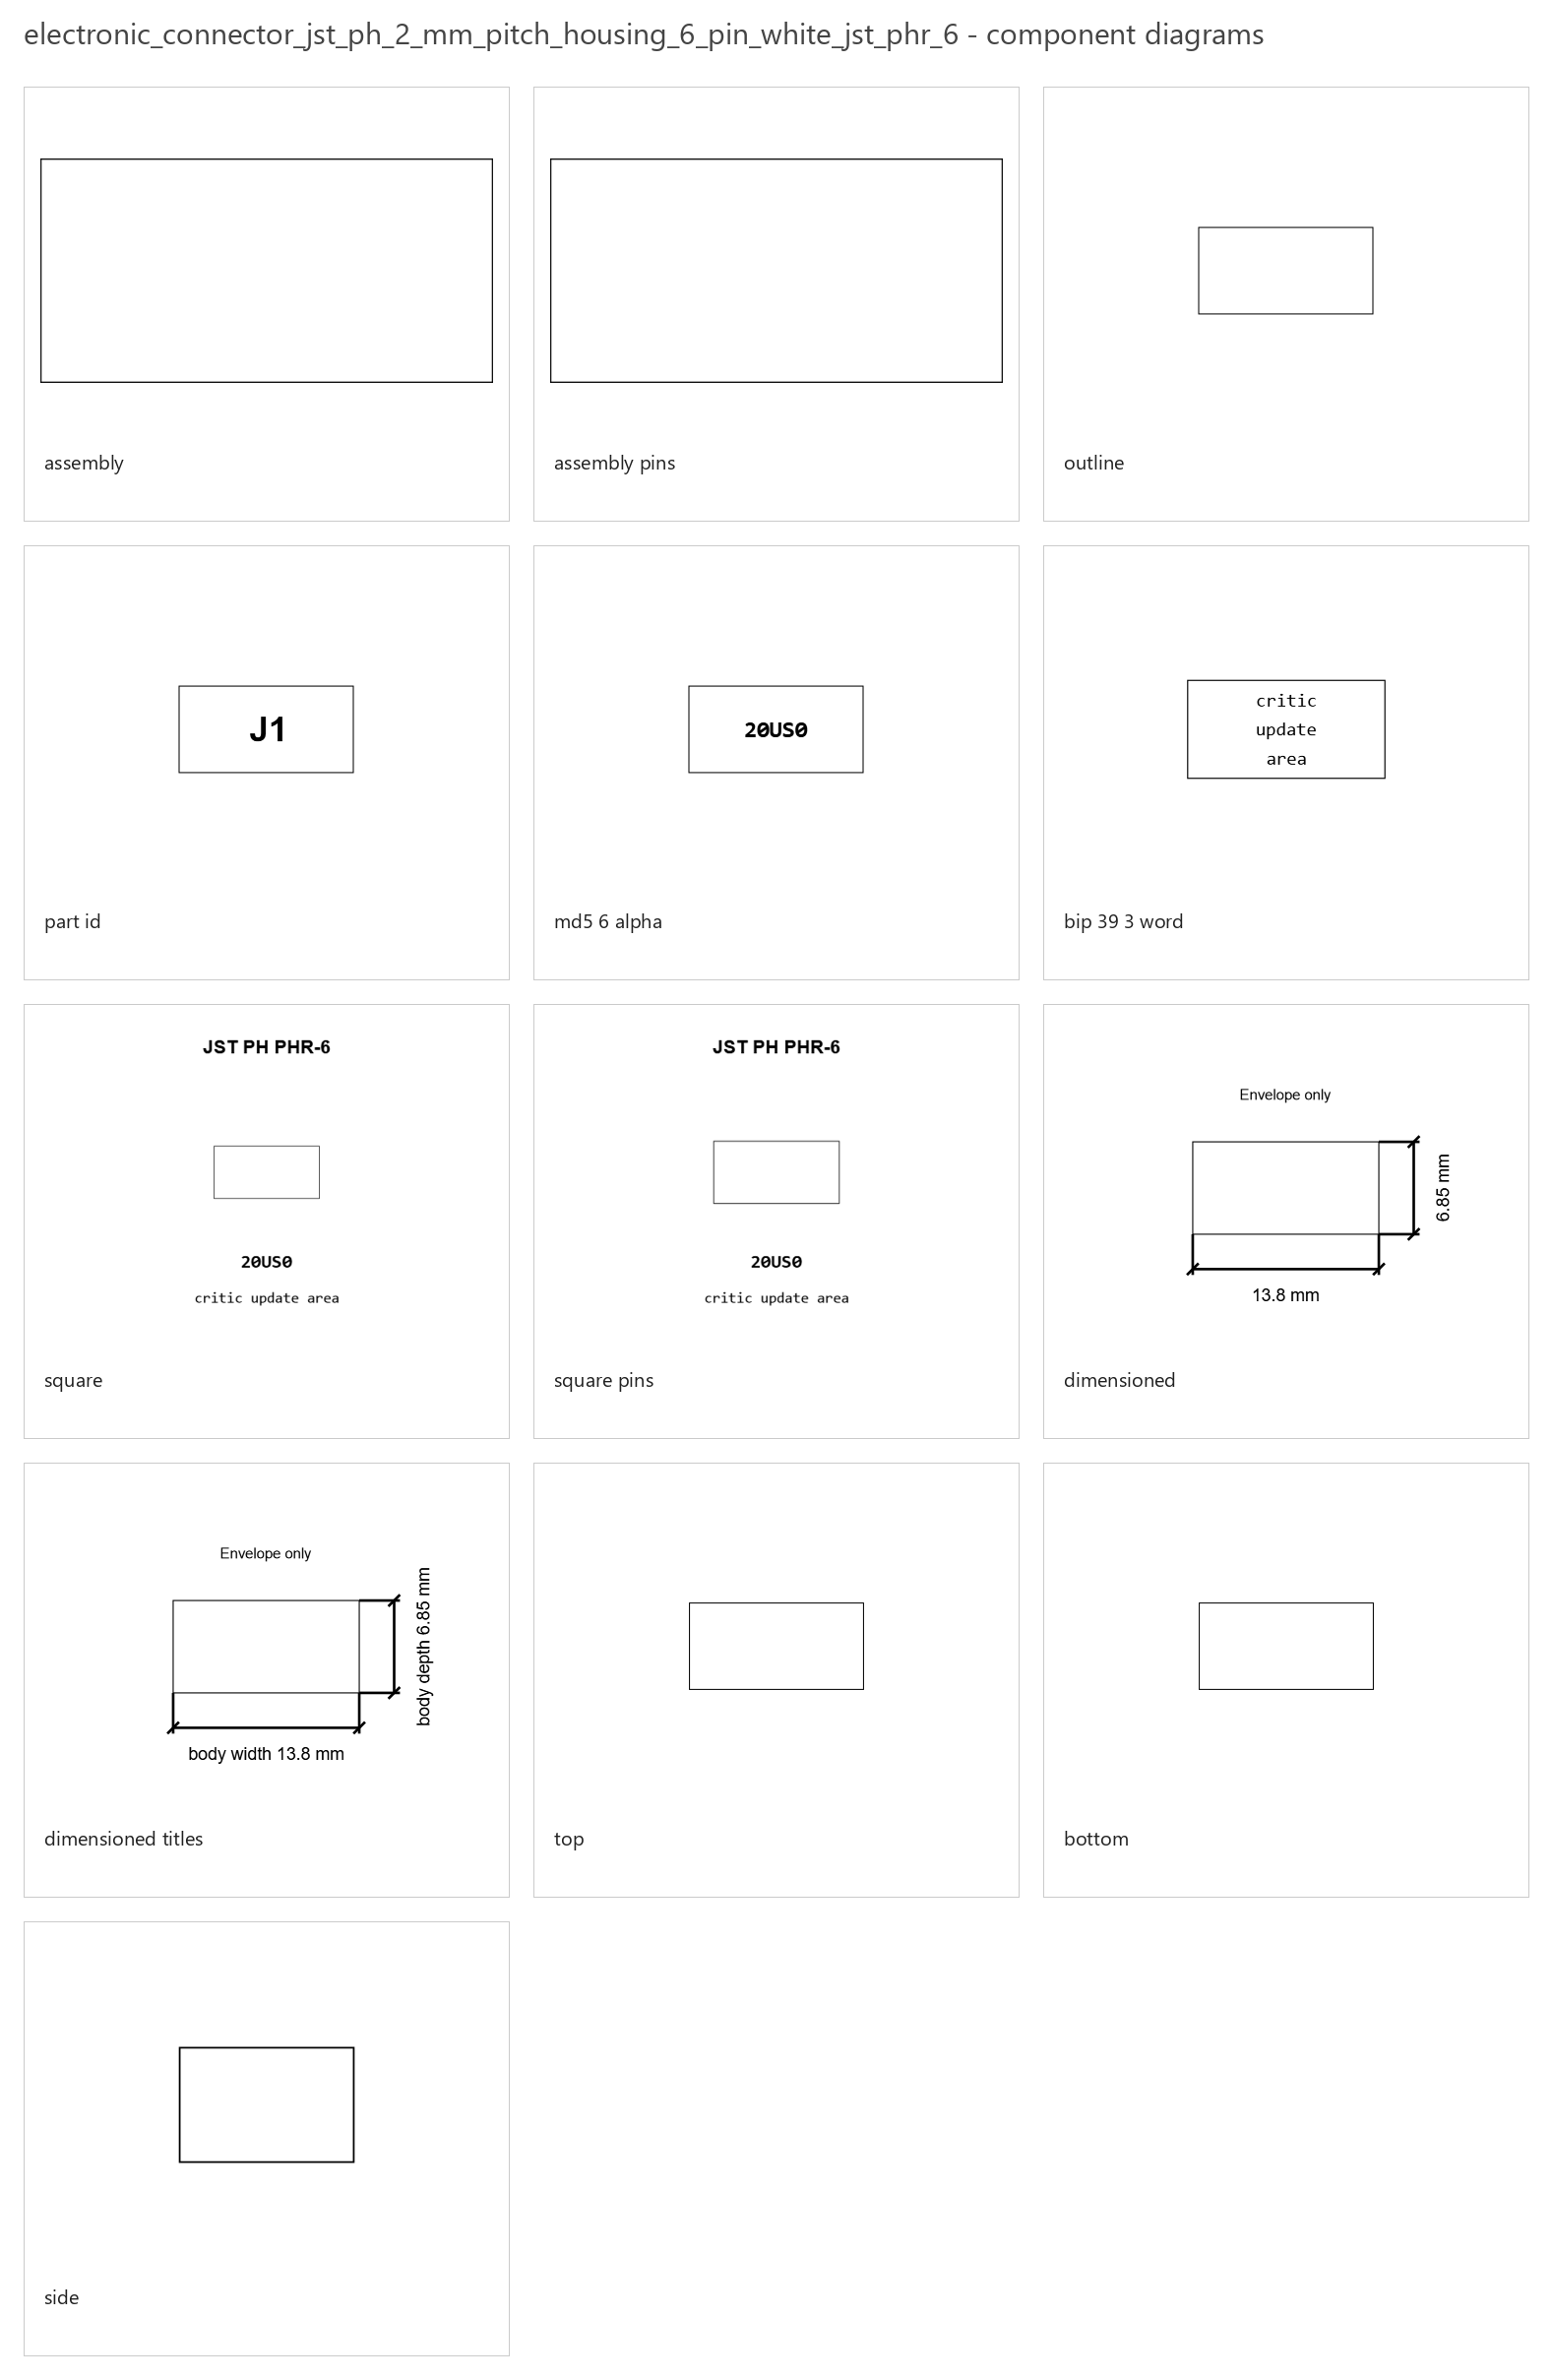 electronic_connector_jst_ph_2_mm_pitch_housing_6_pin_white_jst_phr_6 - component diagrams
assembly
assembly pins
outline
J1
part id
20US0
md5 6 alpha
critic
update
area
bip 39 3 word
JST PH PHR-6
20US0
critic update area
square
JST PH PHR-6
20US0
critic update area
square pins
Envelope only
6.85 mm
13.8 mm
dimensioned
Envelope only
body depth 6.85 mm
body width 13.8 mm
dimensioned titles
top
bottom
side